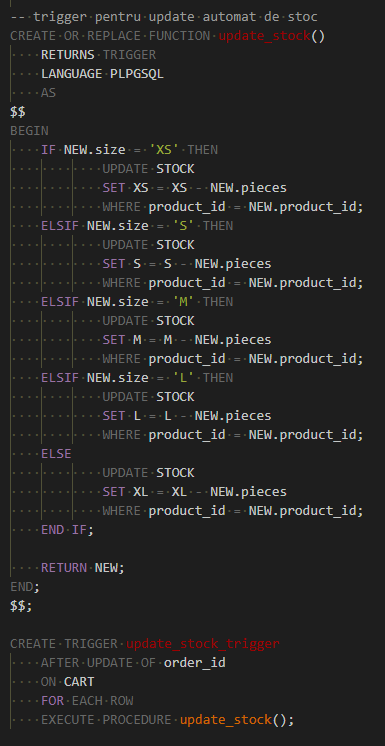 -- trigger pentru update automat de stoc
CREATE OR REPLACE FUNCTION update_stock()
    RETURNS TRIGGER
    LANGUAGE PLPGSQL
    AS
$$
BEGIN
    IF NEW.size = 'XS' THEN
            UPDATE STOCK
            SET XS = XS - NEW.pieces
            WHERE product_id = NEW.product_id;
    ELSIF NEW.size = 'S' THEN
            UPDATE STOCK
            SET S = S - NEW.pieces
            WHERE product_id = NEW.product_id;
    ELSIF NEW.size = 'M' THEN
            UPDATE STOCK
            SET M = M - NEW.pieces
            WHERE product_id = NEW.product_id;
    ELSIF NEW.size = 'L' THEN
            UPDATE STOCK
            SET L = L - NEW.pieces
            WHERE product_id = NEW.product_id;
    ELSE
            UPDATE STOCK
            SET XL = XL - NEW.pieces
            WHERE product_id = NEW.product_id;
    END IF;

    RETURN NEW;
END;
$$;

CREATE TRIGGER update_stock_trigger
    AFTER UPDATE OF order_id
    ON CART
    FOR EACH ROW
    EXECUTE PROCEDURE update_stock();